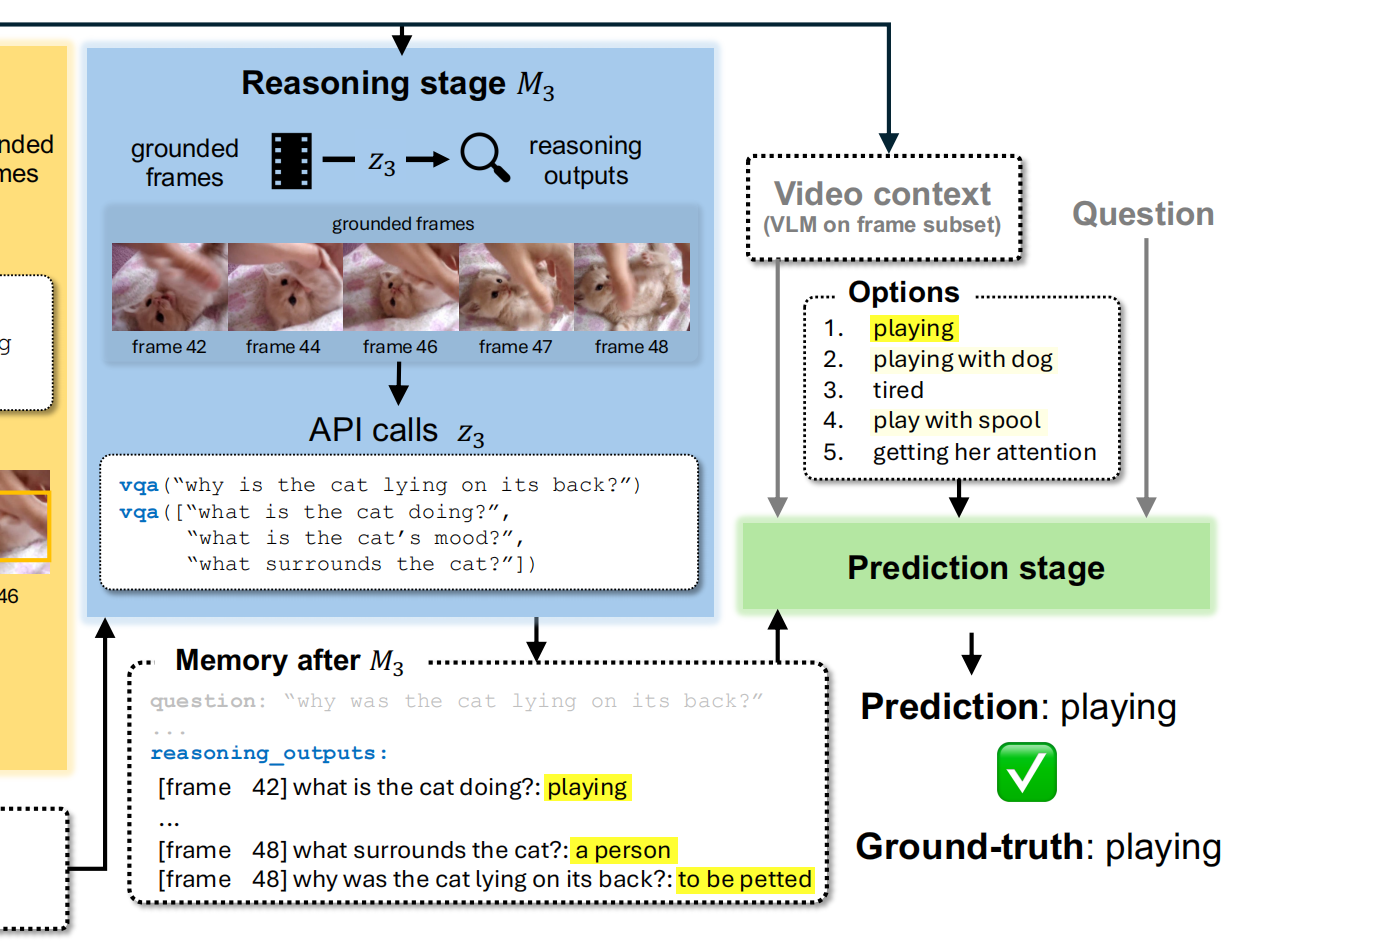 nded
mes
g
46
Reasoning stage M3
grounded
frames
z3
reasoning
outputs
grounded frames
frame 42
frame 44
frame 46
frame 47
frame 48
API calls z3
vqa(“why is the cat lying on its back?”)
vqa([“what is the cat doing?”,
“what is the cat’s mood?”,
“what surrounds the cat?”])
Memory after M3
question: “why was the cat lying on its back?”
...
reasoning_outputs:
[frame 42] what is the cat doing?: playing
...
[frame 48] what surrounds the cat?: a person
[frame 48] why was the cat lying on its back?: to be petted
Video context
(VLM on frame subset)
Question
Options
1. playing
2. playing with dog
3. tired
4. play with spool
5. getting her attention
Prediction stage
Prediction: playing
Ground-truth: playing